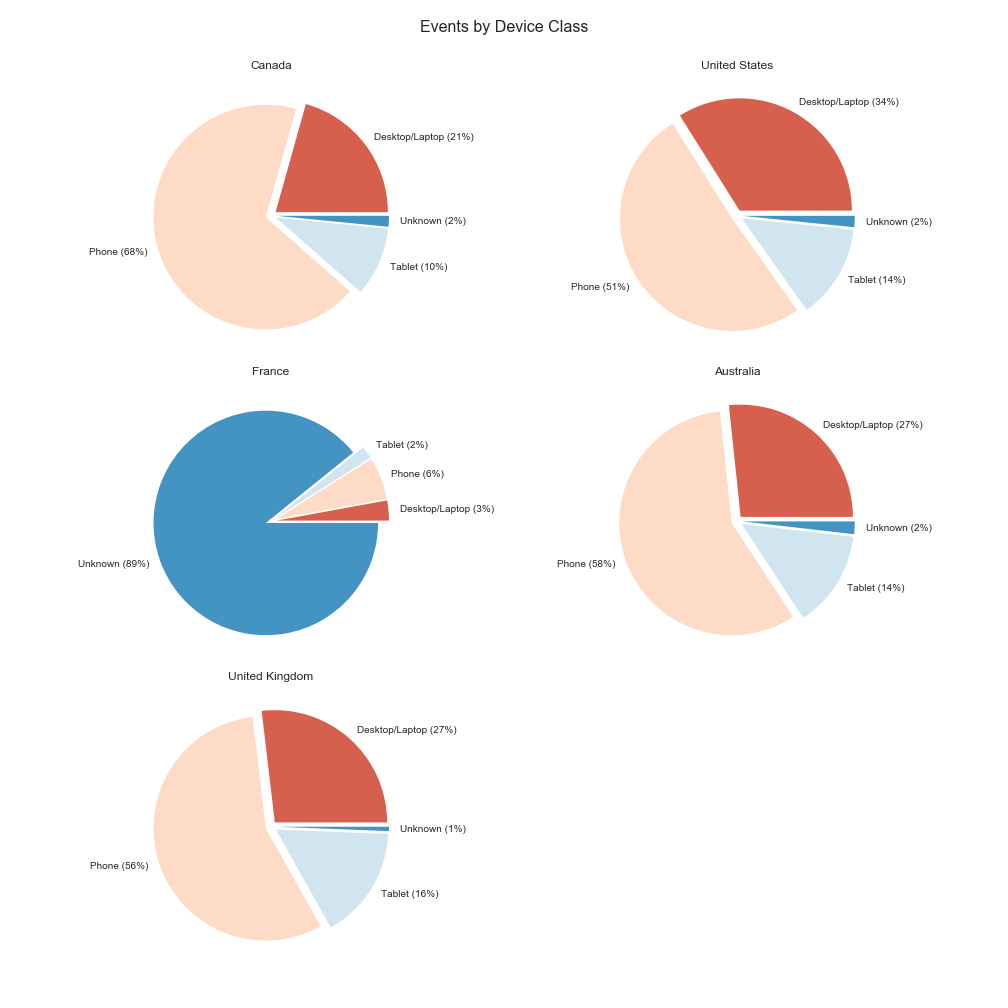 Events by Device Class
Canada
Desktop/Laptop (21%)
Unknown (2%)
Tablet (10%)
Phone (68%)
United States
Desktop/Laptop (34%)
Unknown (2%)
Tablet (14%)
Phone (51%)
France
Tablet (2%)
Phone (6%)
Desktop/Laptop (3%)
Unknown (89%)
Australia
Desktop/Laptop (27%)
Unknown (2%)
Phone (58%)
Tablet (14%)
United Kingdom
Desktop/Laptop (27%)
Unknown (1%)
Phone (56%)
Tablet (16%)